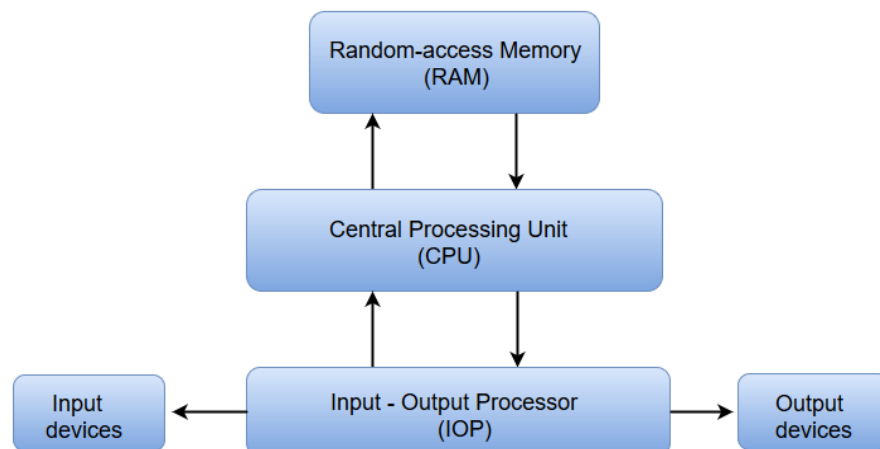 Random-access Memory
(RAM)
Central Processing Unit
(CPU)
Input
devices
Input - Output Processor
(IOP)
Output
devices